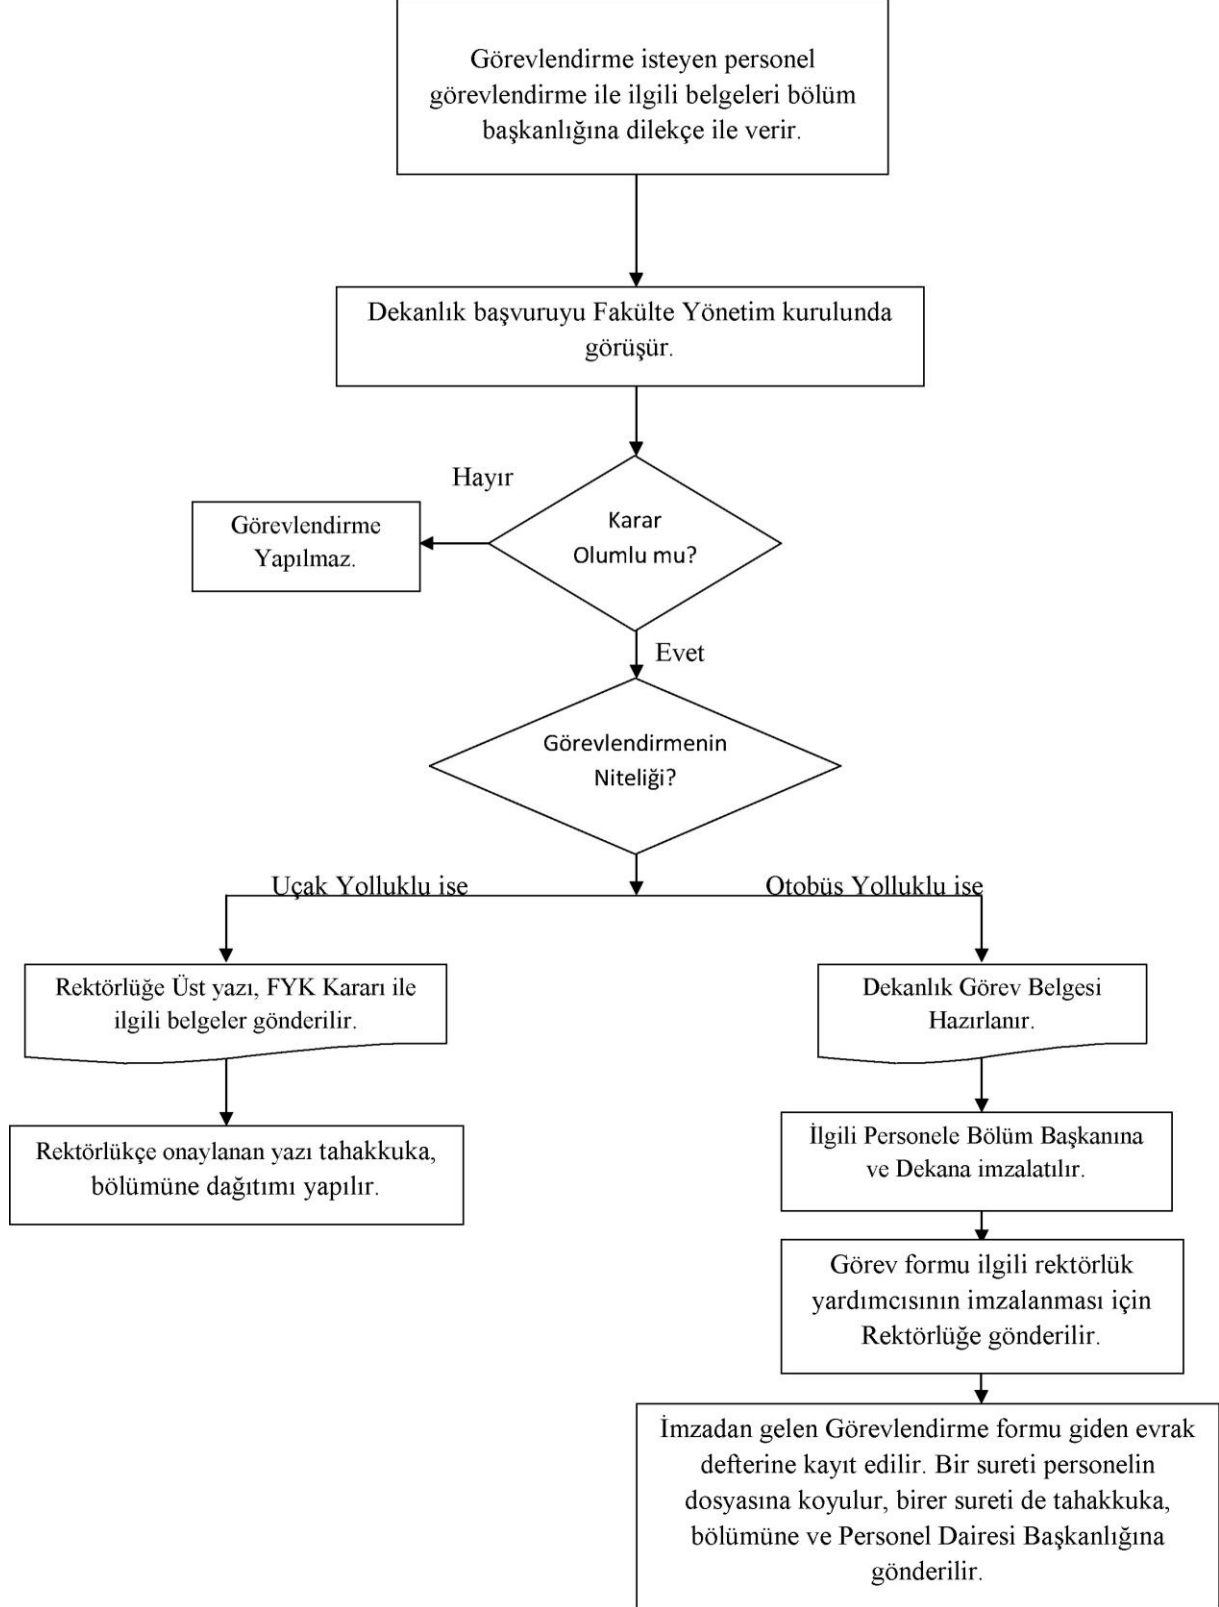 Görevlendirme isteyen personel
görevlendirme ile ilgili belgeleri bölüm
başkanlığına dilekçe ile verir.
Dekanlık başvuruyu Fakülte Yönetim kurulunda
görüşür.
Hayır
Karar
Olumlu mu?
Görevlendirme
Yapılmaz.
Evet
Görevlendirmenin
Niteliği?
Uçak Yolluklu ise
Otobüs Yolluklu ise
Rektörlüğe Üst yazı, FYK Kararı ile
ilgili belgeler gönderilir.
Rektörlükçe onaylanan yazı tahakkuka,
bölümüne dağıtımı yapılır.
Dekanlık Görev Belgesi
Hazırlanır.
İlgili Personele Bölüm Başkanına
ve Dekana imzalatılır.
Görev formu ilgili rektörlük
yardımcısının imzalanması için
Rektörlüğe gönderilir.
İmzadan gelen Görevlendirme formu giden evrak
defterine kayıt edilir. Bir sureti personelin
dosyasına koyulur, birer sureti de tahakkuka,
bölümüne ve Personel Dairesi Başkanlığına
gönderilir.